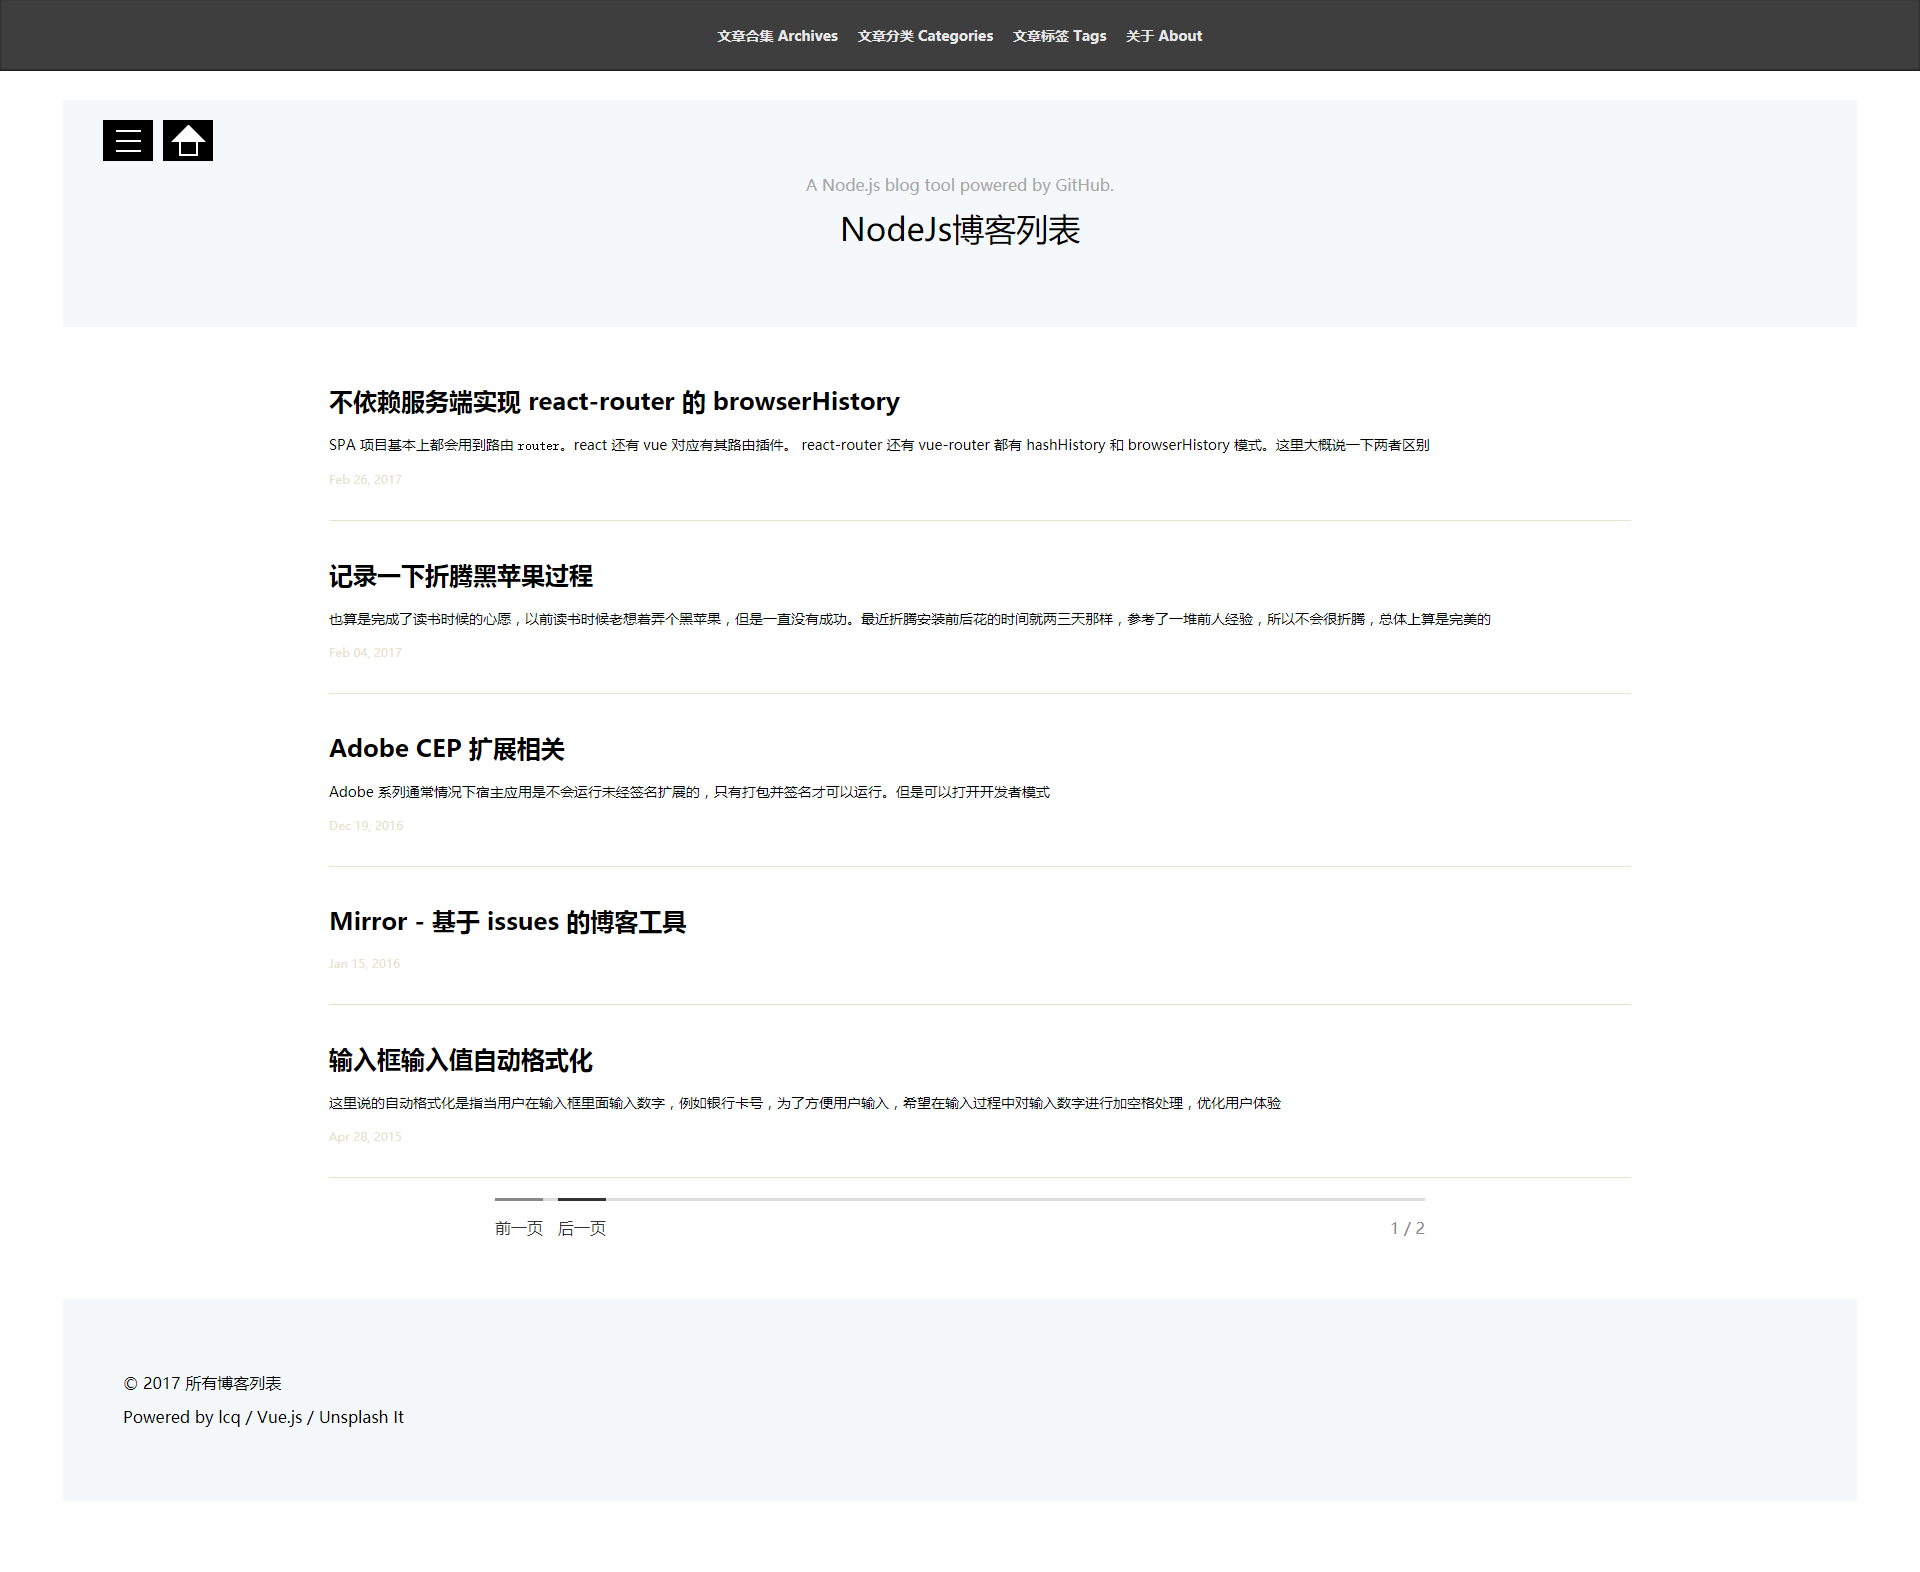 文章合集 Archives 文章分类 Categories 文章标签 Tags 关于 About
A Node.js blog tool powered by GitHub.
NodeJs博客列表
不依赖服务端实现 react-router 的 browserHistory
SPA 项目基本上都会用到路由 router。react 还有 vue 对应有其路由插件。 react-router 还有 vue-router 都有 hashHistory 和 browserHistory 模式。这里大概说一下两者区别
Feb 26, 2017
记录一下折腾黑苹果过程
也算是完成了读书时候的心愿，以前读书时候老想着弄个黑苹果，但是一直没有成功。最近折腾安装前后花的时间就两三天那样，参考了一堆前人经验，所以不会很折腾，总体上算是完美的
Feb 04, 2017
Adobe CEP 扩展相关
Adobe 系列通常情况下宿主应用是不会运行未经签名扩展的，只有打包并签名才可以运行。但是可以打开开发者模式
Dec 19, 2016
Mirror - 基于 issues 的博客工具
Jan 15, 2016
输入框输入值自动格式化
这里说的自动格式化是指当用户在输入框里面输入数字，例如银行卡号，为了方便用户输入，希望在输入过程中对输入数字进行加空格处理，优化用户体验
Apr 28, 2015
前一页 后一页 1 / 2
© 2017 所有博客列表
Powered by lcq / Vue.js / Unsplash It